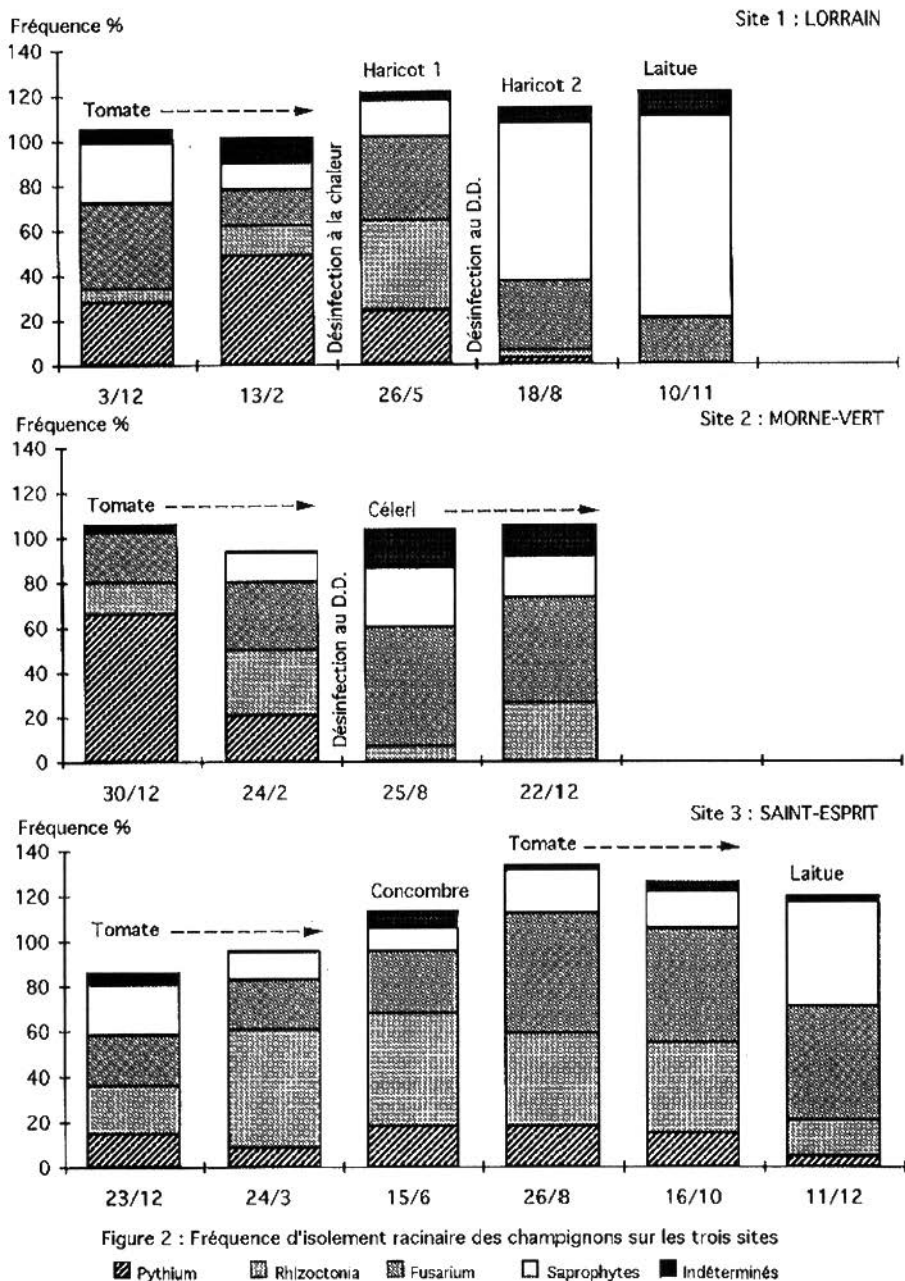 Site 1 : LORRAIN
Fréquence %
140
120
100
80
60
40
20
0
Tomate
Désinfection à la chaleur
Haricot 1
Désinfection au D.D.
Haricot 2
Laitue
3/12 13/2 26/5 18/8 10/11
Site 2 : MORNE-VERT
Fréquence %
140
120
100
80
60
40
20
0
Tomate
Désinfection au D.D.
Célerl
30/12 24/2 25/8 22/12
Site 3 : SAINT-ESPRIT
Fréquence %
140
120
100
80
60
40
20
0
Tomate
Concombre
Tomate
Laitue
23/12 24/3 15/6 26/8 16/10 11/12
Figure 2 : Fréquence d'isolement racinaire des champignons sur les trois sites
Pythium Rhizoctonia Fusarium Saprophytes Indéterminés